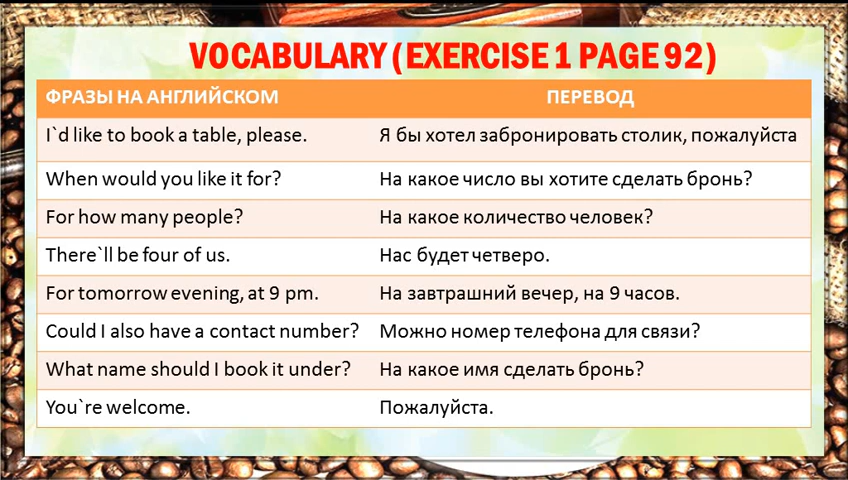 VOCABULARY (EXERCISE 1 PAGE 92)
ФРАЗЫ НА АНГЛИЙСКОМ ПЕРЕВОД
I`d like to book a table, please. Я бы хотел забронировать столик, пожалуйста
When would you like it for? На какое число вы хотите сделать бронь?
For how many people? На какое количество человек?
There`ll be four of us. Нас будет четверо.
For tomorrow evening, at 9 pm. На завтрашний вечер, на 9 часов.
Could I also have a contact number? Можно номер телефона для связи?
What name should I book it under? На какое имя сделать бронь?
You`re welcome. Пожалуйста.